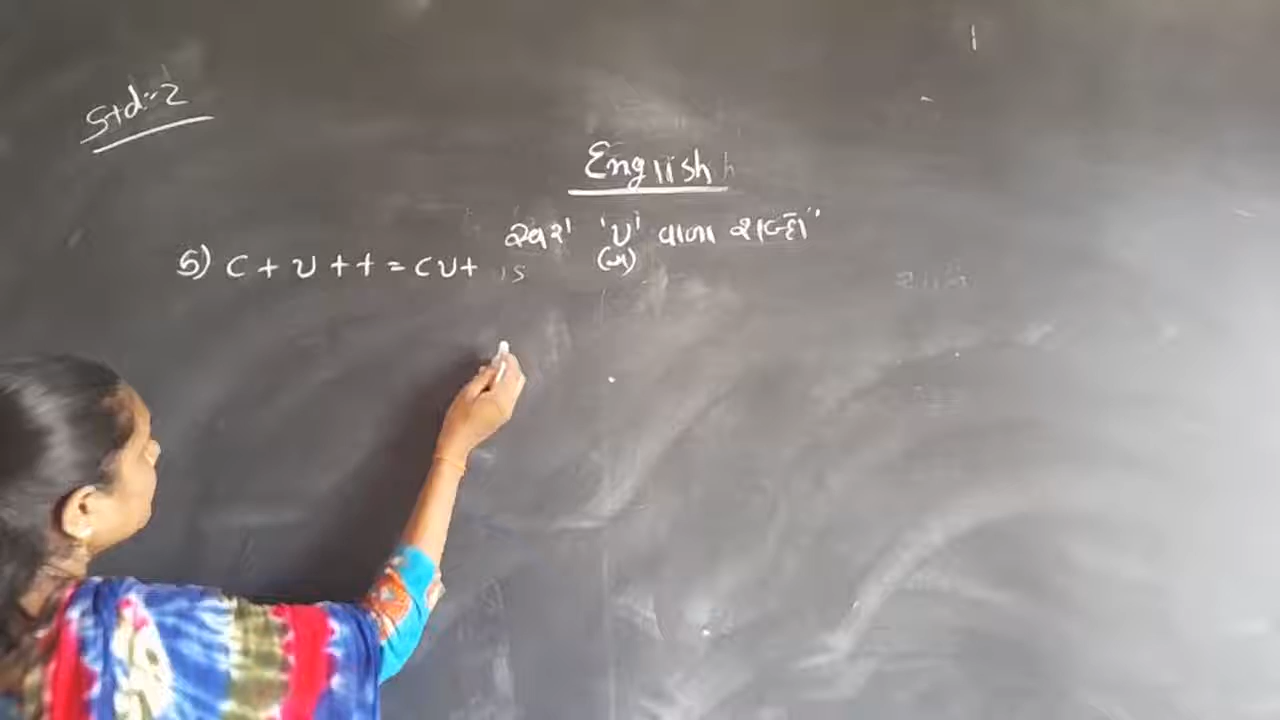 Std:-2
English
સ્વર 'u' વાળા શબ્દો"
(અ)
5) c + u + t = cut